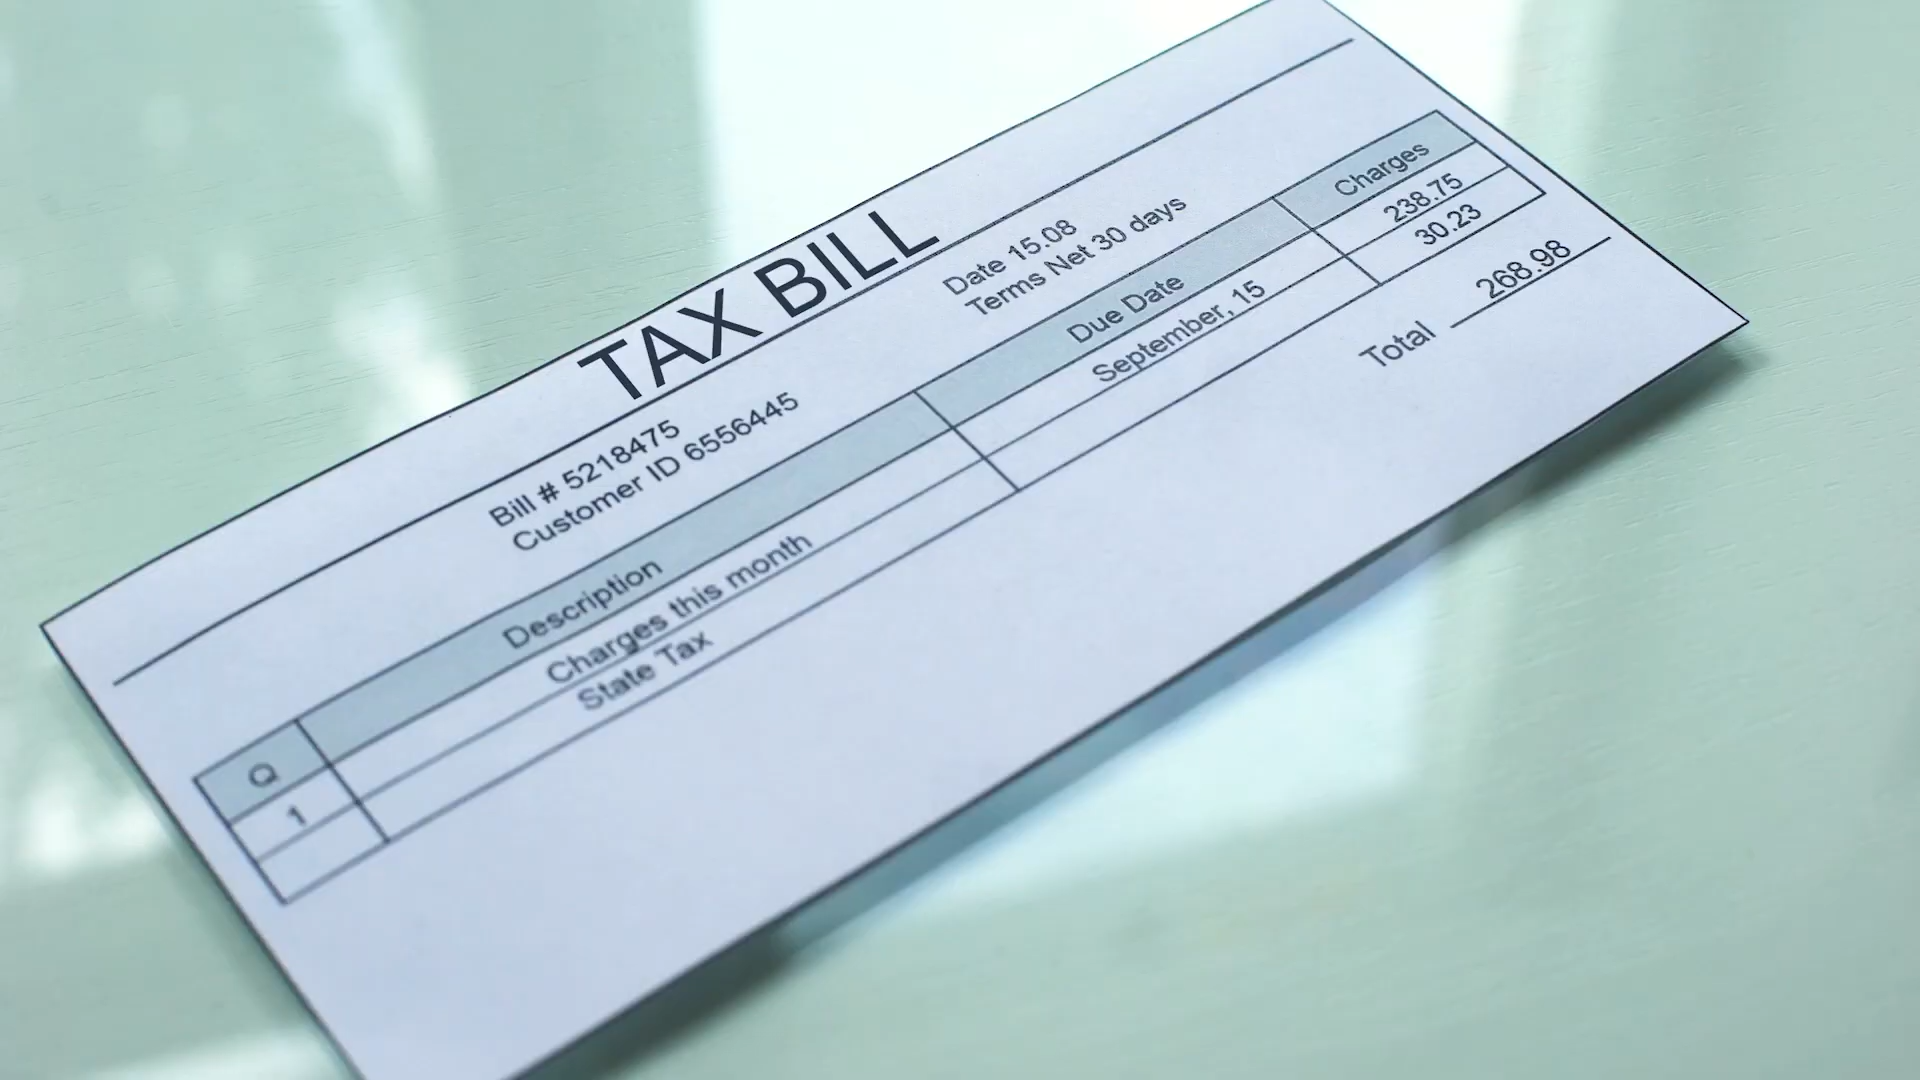 TAX BILL
Bill # 5218475
Customer ID 6556445
Date 15.08
Terms Net 30 days
Q Description Due Date Charges
1 Charges this month September, 15 238.75
State Tax 30.23
Total 268.98